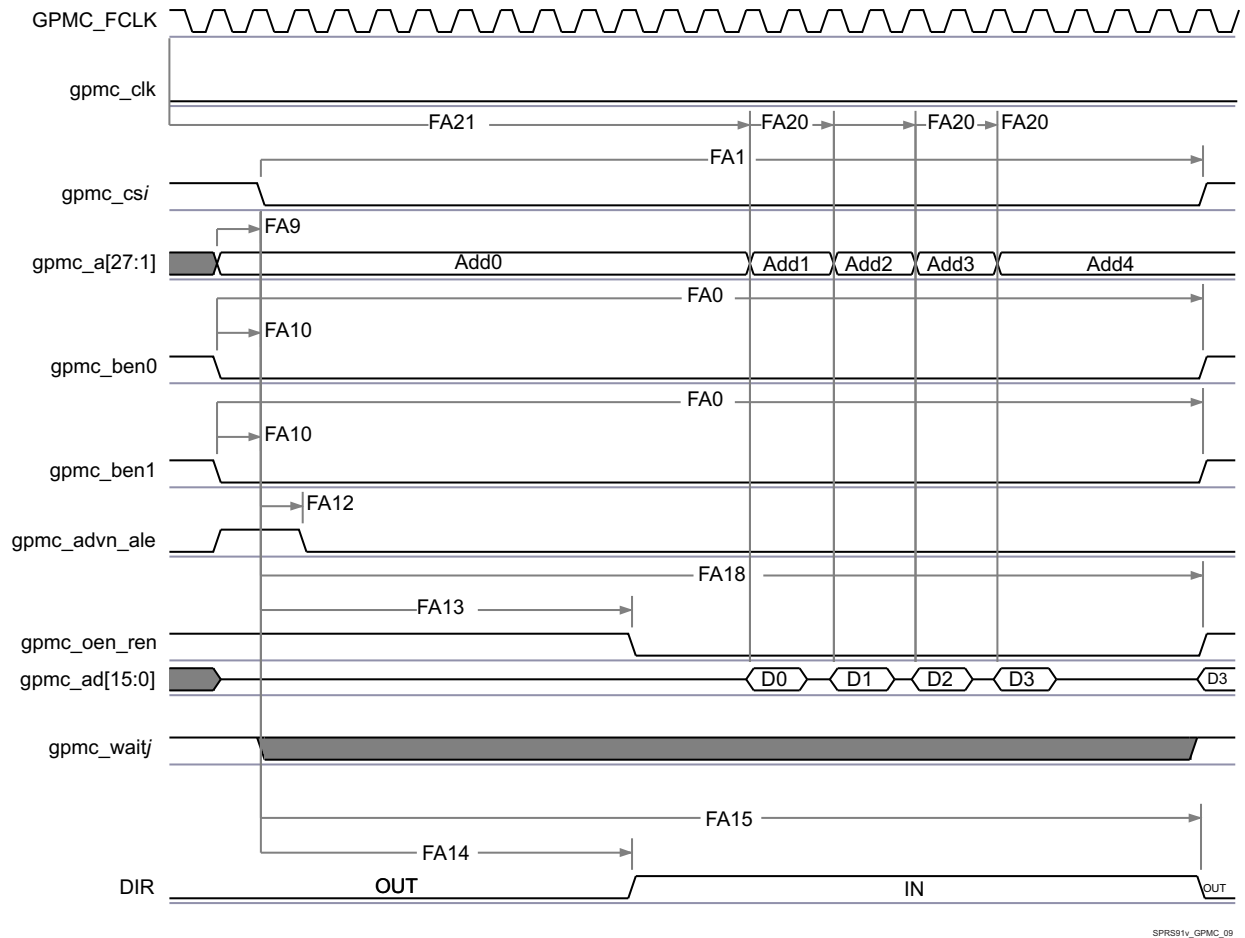 GPMC_FCLK
gpmc_clk
FA21 FA20 FA20 FA20
FA1
gpmc_csi
FA9
gpmc_a[27:1] Add0 Add1 Add2 Add3 Add4
FA0
FA10
gpmc_ben0
FA0
FA10
gpmc_ben1
FA12
gpmc_advn_ale
FA18
FA13
gpmc_oen_ren
gpmc_ad[15:0] D0 D1 D2 D3 D3
gpmc_waitj
FA15
FA14
DIR OUT IN OUT
SPRS91v_GPMC_09